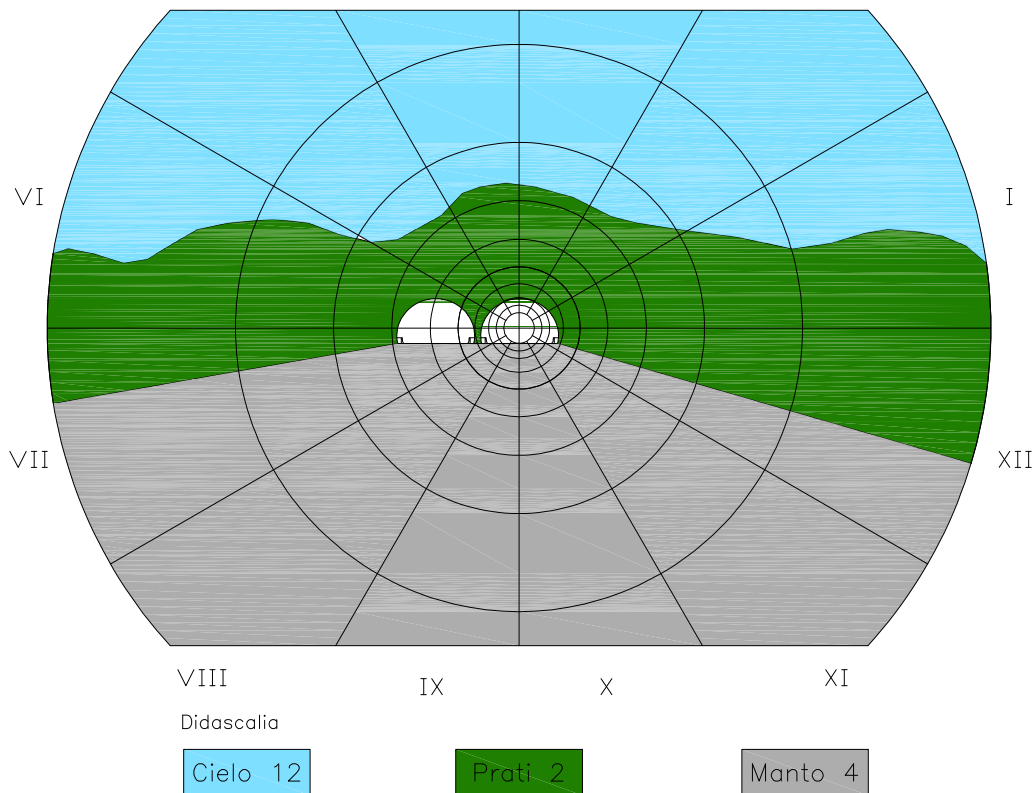 VI
I
VII
XII
VIII
IX
X
XI
Didascalia
Cielo 12
Prati 2
Manto 4